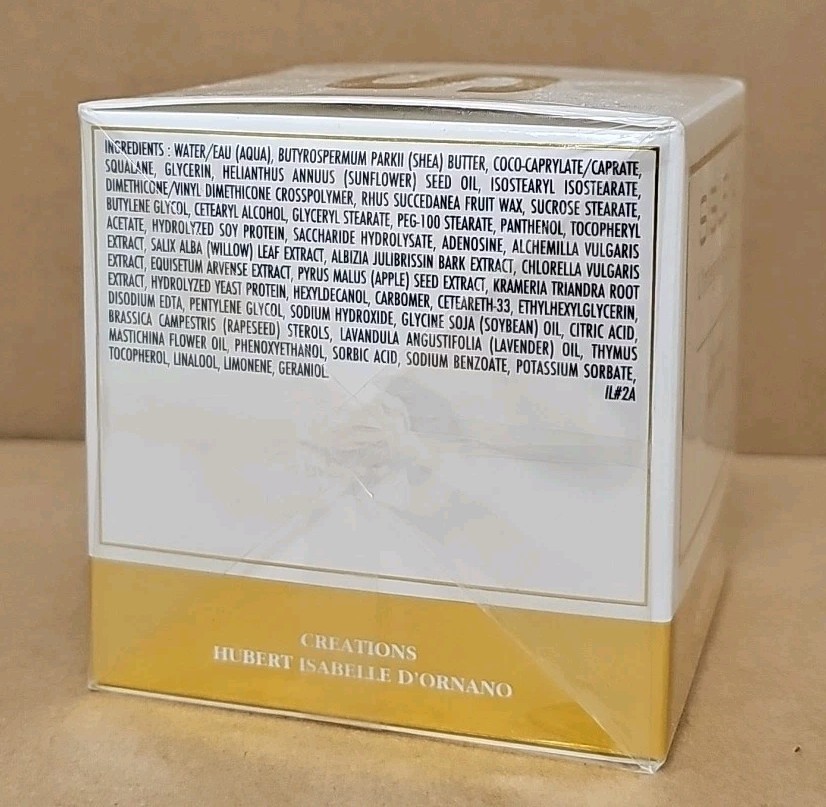 INGREDIENTS : WATER/EAU (AQUA), BUTYROSPERMUM PARKII (SHEA) BUTTER, COCO-CAPRYLATE/CAPRATE,
SQUALANE, GLYCERIN, HELIANTHUS ANNUUS (SUNFLOWER) SEED OIL, ISOSTEARYL ISOSTEARATE,
DIMETHICONE/VINYL DIMETHICONE CROSSPOLYMER, RHUS SUCCEDANEA FRUIT WAX, SUCROSE STEARATE,
BUTYLENE GLYCOL, CETEARYL ALCOHOL, GLYCERYL STEARATE, PEG-100 STEARATE, PANTHENOL, TOCOPHERYL
ACETATE, HYDROLYZED SOY PROTEIN, SACCHARIDE HYDROLYSATE, ADENOSINE, ALCHEMILLA VULGARIS
EXTRACT, SALIX ALBA (WILLOW) LEAF EXTRACT, ALBIZIA JULIBRISSIN BARK EXTRACT, CHLORELLA VULGARIS
EXTRACT, EQUISETUM ARVENSE EXTRACT, PYRUS MALUS (APPLE) SEED EXTRACT, KRAMERIA TRIANDRA ROOT
EXTRACT, HYDROLYZED YEAST PROTEIN, HEXYLDECANOL, CARBOMER, CETEARETH-33, ETHYLHEXYLGLYCERIN,
DISODIUM EDTA, PENTYLENE GLYCOL, SODIUM HYDROXIDE, GLYCINE SOJA (SOYBEAN) OIL, CITRIC ACID,
BRASSICA CAMPESTRIS (RAPESEED) STEROLS, LAVANDULA ANGUSTIFOLIA (LAVENDER) OIL, THYMUS
MASTICHINA FLOWER OIL, PHENOXYETHANOL, SORBIC ACID, SODIUM BENZOATE, POTASSIUM SORBATE,
TOCOPHEROL, LINALOOL, LIMONENE, GERANIOL.
IL#2A
CREATIONS
HUBERT ISABELLE D'ORNANO